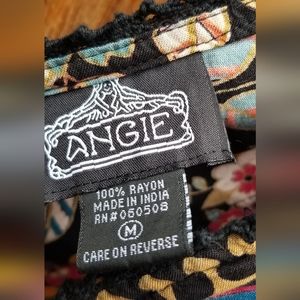 ANGIE
100% RAYON
MADE IN INDIA
RN#060508
M
CARE ON REVERSE